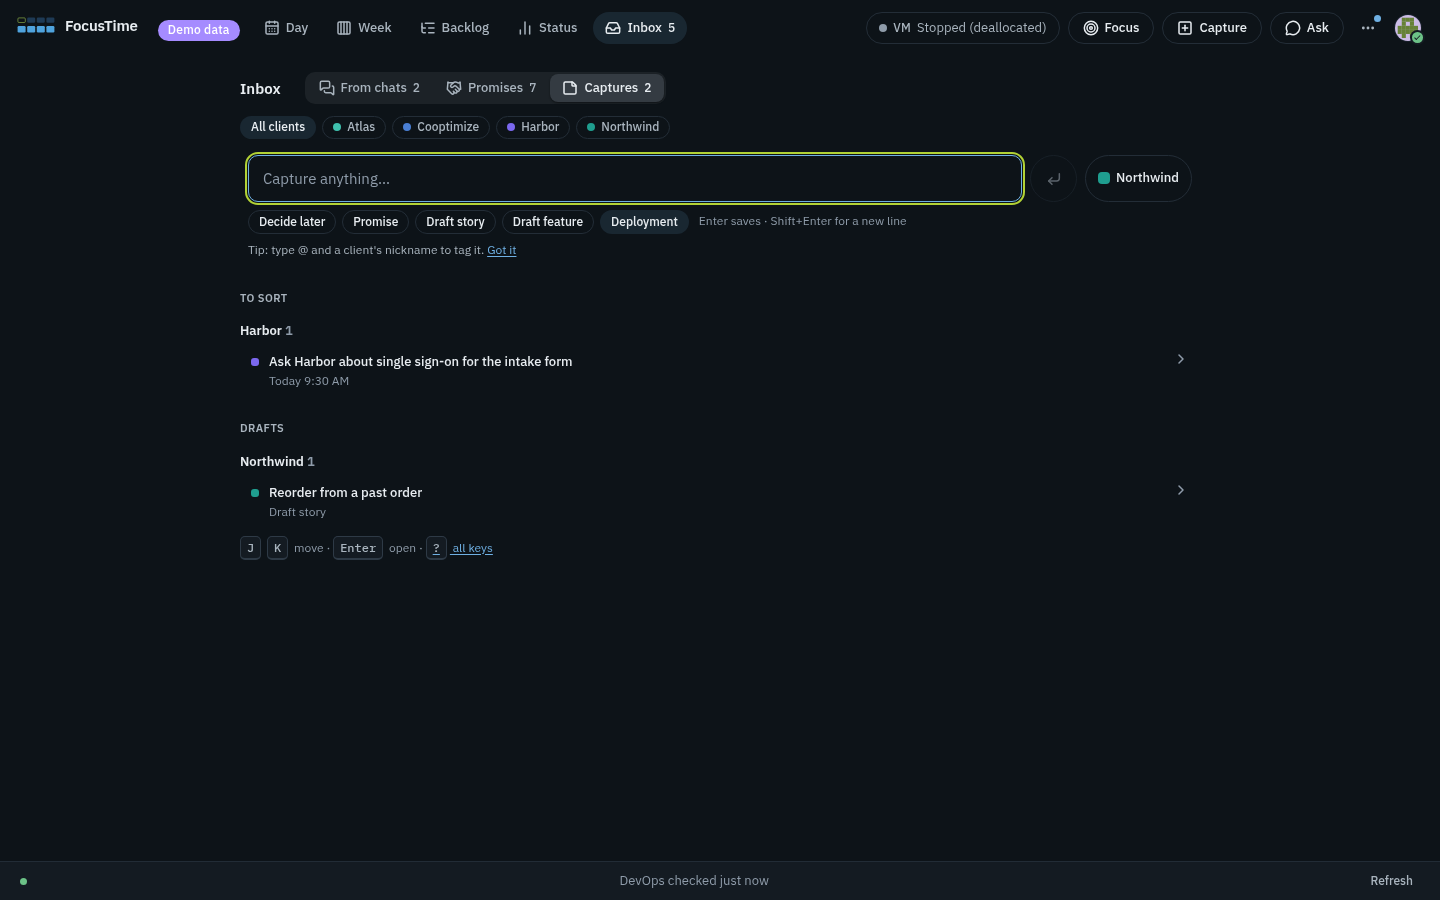 FocusTime
Demo data
Day
Week
Backlog
Status
Inbox 5
VM Stopped (deallocated)
Focus
Capture
Ask
Inbox
From chats 2
Promises 7
Captures 2
All clients
Atlas
Cooptimize
Harbor
Northwind
Capture anything...
Northwind
Decide later
Promise
Draft story
Draft feature
Deployment
Enter saves · Shift+Enter for a new line
Tip: type @ and a client's nickname to tag it. Got it
TO SORT
Harbor 1
Ask Harbor about single sign-on for the intake form
Today 9:30 AM
DRAFTS
Northwind 1
Reorder from a past order
Draft story
J K move · Enter open · ? all keys
DevOps checked just now
Refresh